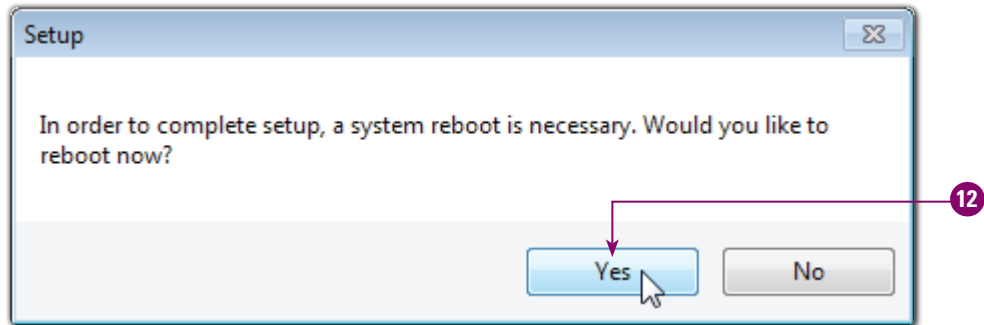 Setup
In order to complete setup, a system reboot is necessary. Would you like to
reboot now?
12
Yes No